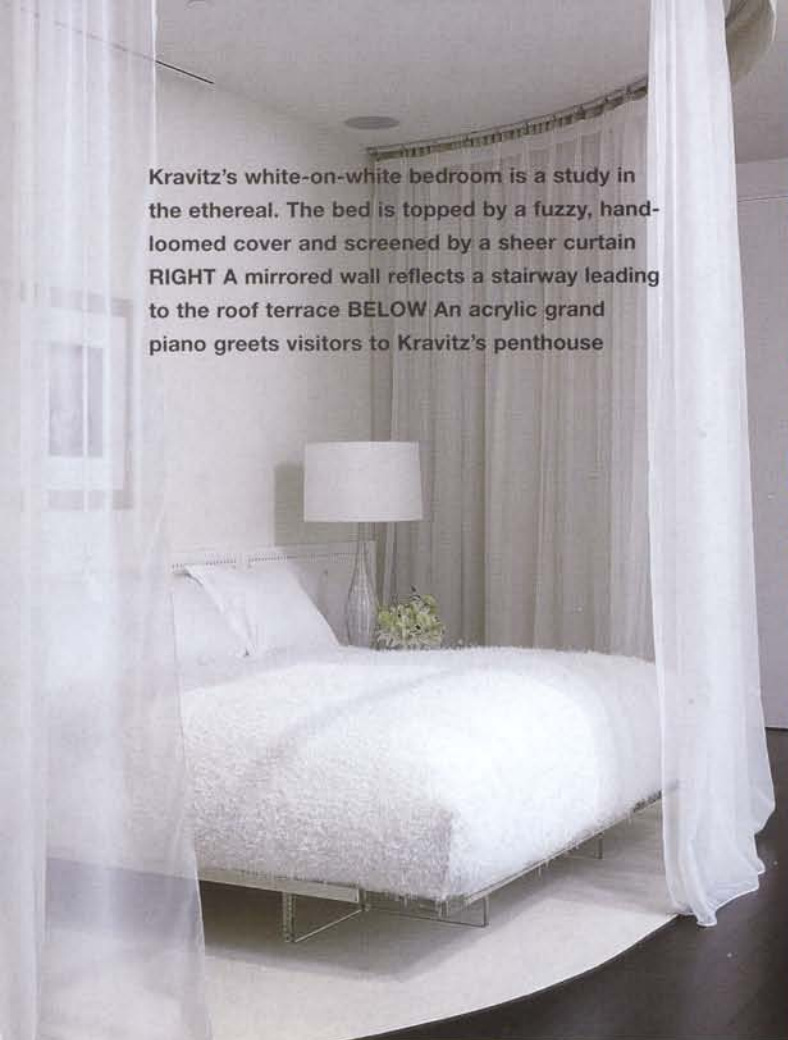 Kravitz's white-on-white bedroom is a study in
the ethereal. The bed is topped by a fuzzy, hand-
loomed cover and screened by a sheer curtain
RIGHT A mirrored wall reflects a stairway leading
to the roof terrace BELOW An acrylic grand
piano greets visitors to Kravitz's penthouse